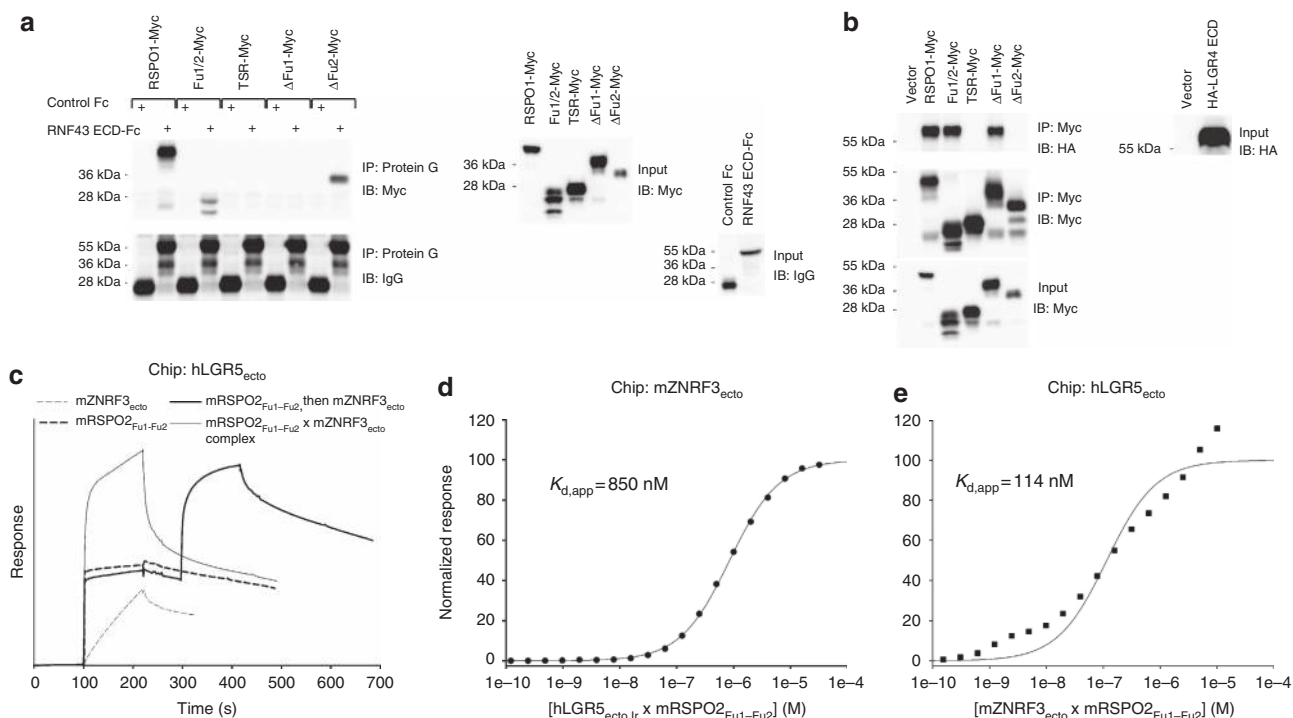 a
RSPO1-Myc
Fu1/2-Myc
TSR-Myc
ΔFu1-Myc
ΔFu2-Myc
Control Fc + + + + +
RNF43 ECD-Fc + + + + +
36 kDa
28 kDa
IP: Protein G
IB: Myc
55 kDa
36 kDa
28 kDa
IP: Protein G
IB: IgG
RSPO1-Myc
Fu1/2-Myc
TSR-Myc
ΔFu1-Myc
ΔFu2-Myc
36 kDa
28 kDa
Input
IB: Myc
Control Fc
RNF43 ECD-Fc
55 kDa
36 kDa
28 kDa
Input
IB: IgG
b
Vector
RSPO1-Myc
Fu1/2-Myc
TSR-Myc
ΔFu1-Myc
ΔFu2-Myc
55 kDa
IP: Myc
IB: HA
55 kDa
36 kDa
28 kDa
IP: Myc
IB: Myc
55 kDa
36 kDa
28 kDa
Input
IB: Myc
Vector
HA-LGR4 ECD
55 kDa
Input
IB: HA
c
Chip: hLGR5ecto
mZNRF3ecto
mRSPO2Fu1-Fu2
mRSPO2Fu1–Fu2, then mZNRF3ecto
mRSPO2Fu1–Fu2 x mZNRF3ecto
complex
Response
0 100 200 300 400 500 600 700
Time (s)
d
Chip: mZNRF3ecto
Kd,app = 850 nM
Normalized response
120
100
80
60
40
20
0
1e–10 1e–9 1e–8 1e–7 1e–6 1e–5 1e–4
[hLGR5ecto,lr x mRSPO2Fu1–Fu2] (M)
e
Chip: hLGR5ecto
Kd,app = 114 nM
120
100
80
60
40
20
0
1e–10 1e–9 1e–8 1e–7 1e–6 1e–5 1e–4
[mZNRF3ecto x mRSPO2Fu1–Fu2] (M)